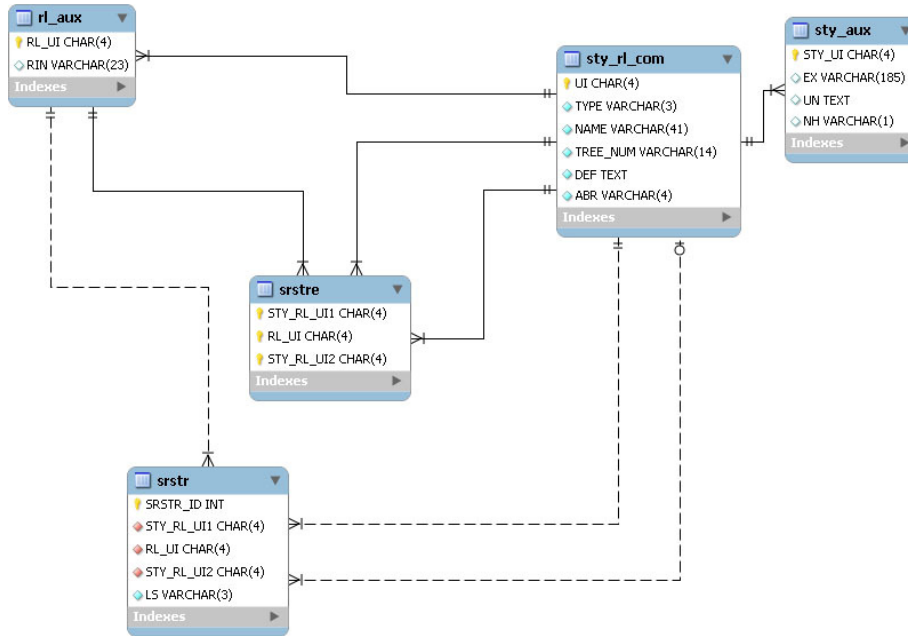 rl_aux
RL_UI CHAR(4)
RIN VARCHAR(23)
Indexes
sty_rl_com
UI CHAR(4)
TYPE VARCHAR(3)
NAME VARCHAR(41)
TREE_NUM VARCHAR(14)
DEF TEXT
ABR VARCHAR(4)
Indexes
sty_aux
STY_UI CHAR(4)
EX VARCHAR(185)
UN TEXT
NH VARCHAR(1)
Indexes
srstre
STY_RL_UI1 CHAR(4)
RL_UI CHAR(4)
STY_RL_UI2 CHAR(4)
Indexes
srstr
SRSTR_ID INT
STY_RL_UI1 CHAR(4)
RL_UI CHAR(4)
STY_RL_UI2 CHAR(4)
LS VARCHAR(3)
Indexes